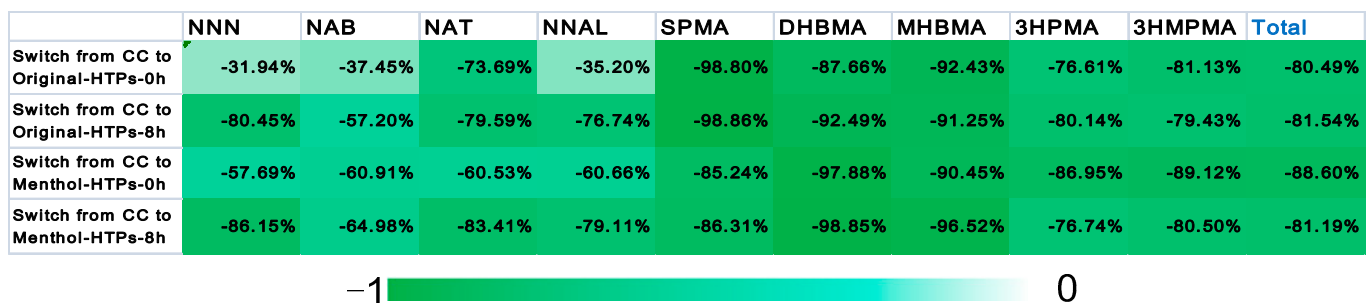 NNN NAB NAT NNAL SPMA DHBMA MHBMA 3HPMA 3HMPMA Total
Switch from CC to
Original-HTPs-0h -31.94% -37.45% -73.69% -35.20% -98.80% -87.66% -92.43% -76.61% -81.13% -80.49%
Switch from CC to
Original-HTPs-8h -80.45% -57.20% -79.59% -76.74% -98.86% -92.49% -91.25% -80.14% -79.43% -81.54%
Switch from CC to
Menthol-HTPs-0h -57.69% -60.91% -60.53% -60.66% -85.24% -97.88% -90.45% -86.95% -89.12% -88.60%
Switch from CC to
Menthol-HTPs-8h -86.15% -64.98% -83.41% -79.11% -86.31% -98.85% -96.52% -76.74% -80.50% -81.19%
−1 0